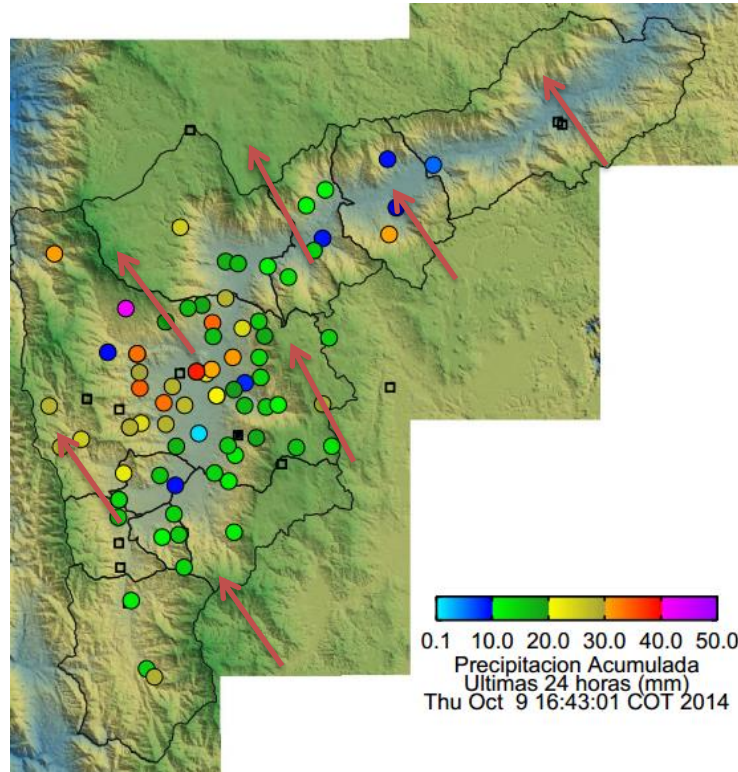 0.1 10.0 20.0 30.0 40.0 50.0
Precipitacion Acumulada
Ultimas 24 horas (mm)
Thu Oct 9 16:43:01 COT 2014